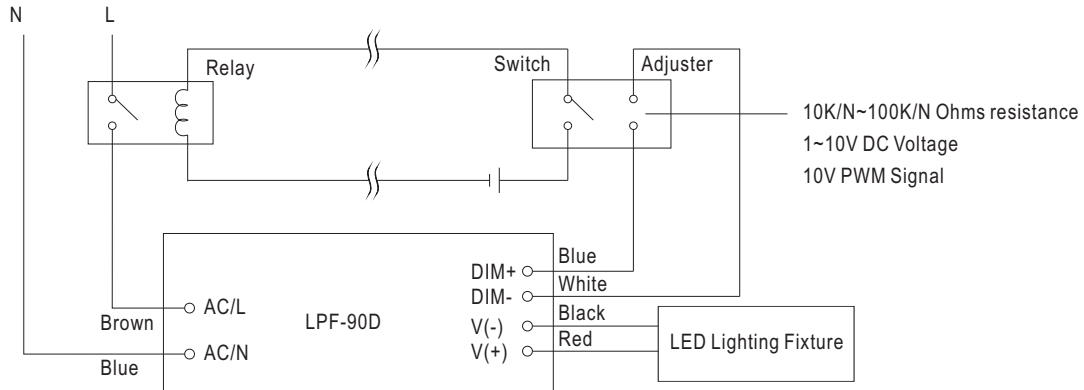 N
L
Relay
Switch
Adjuster
10K/N~100K/N Ohms resistance
1~10V DC Voltage
10V PWM Signal
Blue
DIM+
White
DIM-
Black
V(-)
Red
V(+)
LED Lighting Fixture
AC/L
Brown
LPF-90D
AC/N
Blue